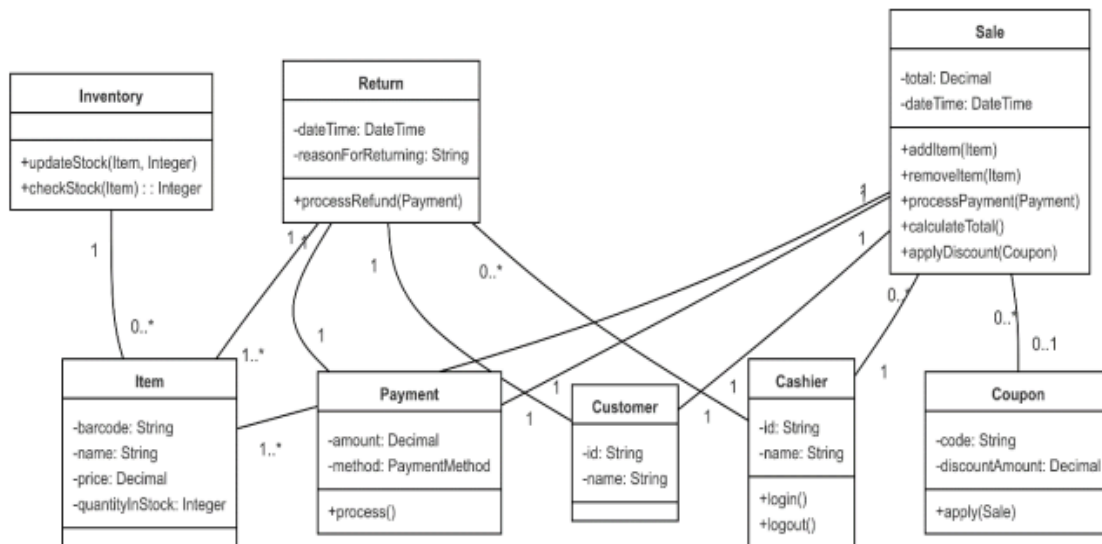 Inventory
+updateStock(Item, Integer)
+checkStock(Item) : : Integer
Return
-dateTime: DateTime
-reasonForReturning: String
+processRefund(Payment)
Sale
-total: Decimal
-dateTime: DateTime
+addItem(Item)
+removeItem(Item)
+processPayment(Payment)
+calculateTotal()
+applyDiscount(Coupon)
1
0..*
1
1..*
1
1
1
0..*
1
1
1..*
1
1
1
1
0..*
0..1
Item
-barcode: String
-name: String
-price: Decimal
-quantityInStock: Integer
Payment
-amount: Decimal
-method: PaymentMethod
+process()
Customer
-id: String
-name: String
Cashier
-id: String
-name: String
+login()
+logout()
Coupon
-code: String
-discountAmount: Decimal
+apply(Sale)